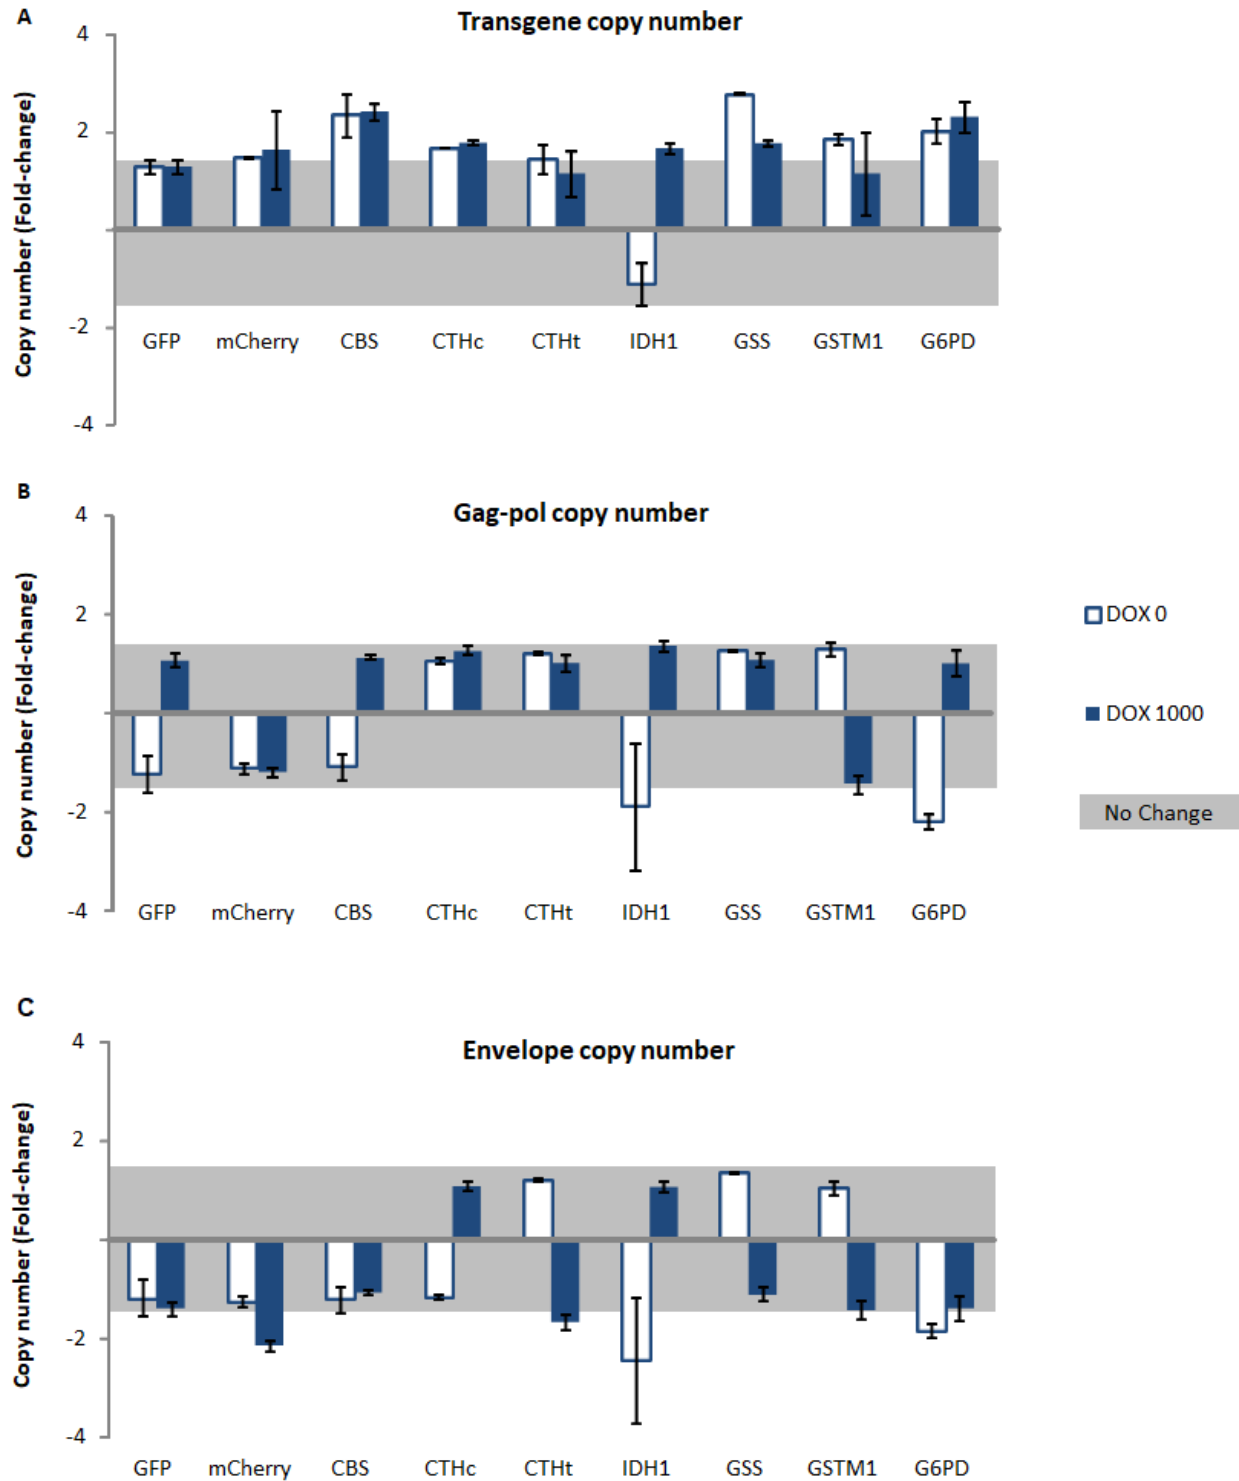 A
Transgene copy number
Copy number (Fold-change)
4
2
-2
-4
GFP mCherry CBS CTHc CTHt IDH1 GSS GSTM1 G6PD
B
Gag-pol copy number
Copy number (Fold-change)
4
2
-2
-4
GFP mCherry CBS CTHc CTHt IDH1 GSS GSTM1 G6PD
DOX 0
DOX 1000
No Change
C
Envelope copy number
Copy number (Fold-change)
4
2
-2
-4
GFP mCherry CBS CTHc CTHt IDH1 GSS GSTM1 G6PD